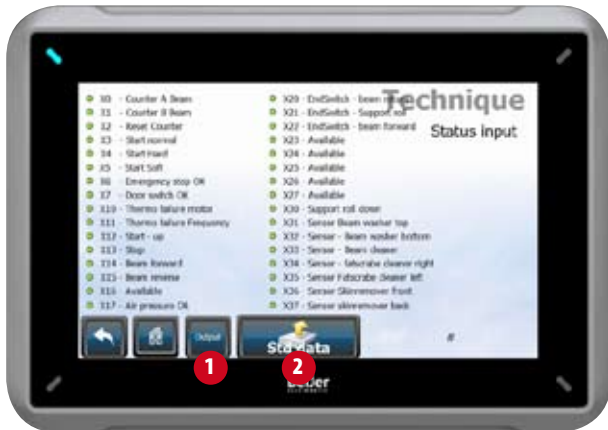 Technique
Status input
X0 - Counter A Beam
X1 - Counter B Beam
X2 - Reset Counter
X3 - Start normal
X4 - Start Hard
X5 - Start Soft
X6 - Emergency stop OK
X7 - Door switch OK
X10 - Thermo failure motor
X11 - Thermo failure Frequency
X12 - Start - up
X13 - Stop
X14 - Beam forward
X15 - Beam reverse
X16 - Available
X17 - Air pressure OK
X20 - EndSwitch - beam
X21 - EndSwitch - Support roll
X22 - EndSwitch - beam forward
X23 - Available
X24 - Available
X25 - Available
X26 - Available
X27 - Available
X30 - Support roll down
X31 - Sensor Beam washer top
X32 - Sensor - Beam washer bottom
X33 - Sensor - Beam cleaner
X34 - Sensor - fatscrabe cleaner right
X35 - Sensor Fatscrabe cleaner left
X36 - Sensor Skinremover front
X37 - Sensor skinremover back
Output
Std data
#
1
2
Beijer